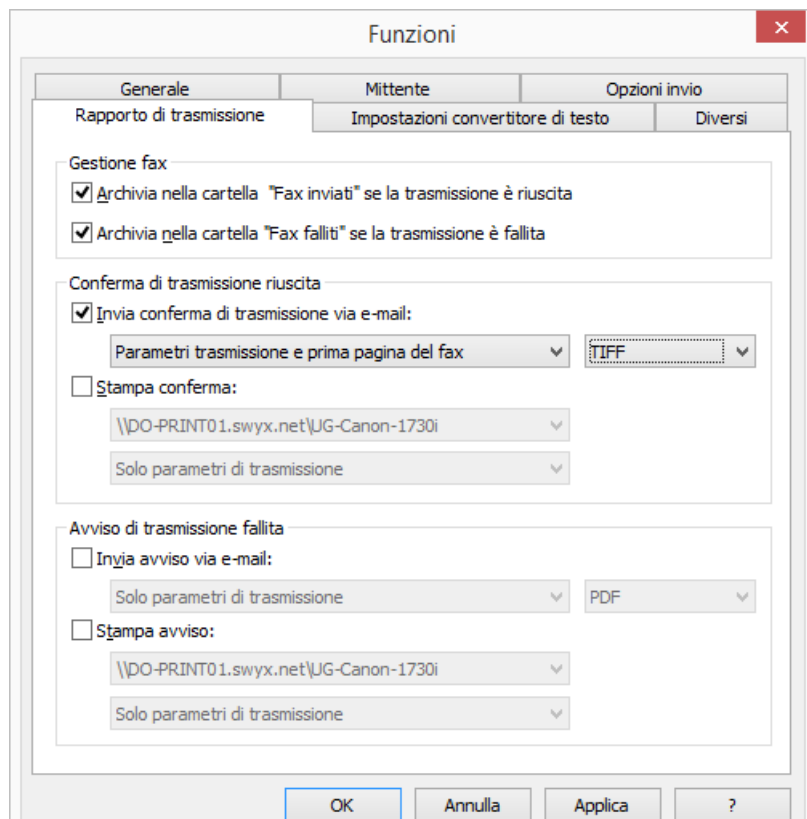 Funzioni
Generale
Mittente
Opzioni invio
Rapporto di trasmissione
Impostazioni convertitore di testo
Diversi
Gestione fax
Archivia nella cartella "Fax inviati" se la trasmissione è riuscita
Archivia nella cartella "Fax falliti" se la trasmissione è fallita
Conferma di trasmissione riuscita
Invia conferma di trasmissione via e-mail:
Parametri trasmissione e prima pagina del fax
TIFF
Stampa conferma:
\\DO-PRINT01.swyx.net\UG-Canon-1730i
Solo parametri di trasmissione
Avviso di trasmissione fallita
Invia avviso via e-mail:
Solo parametri di trasmissione
PDF
Stampa avviso:
\\DO-PRINT01.swyx.net\UG-Canon-1730i
Solo parametri di trasmissione
OK
Annulla
Applica
?